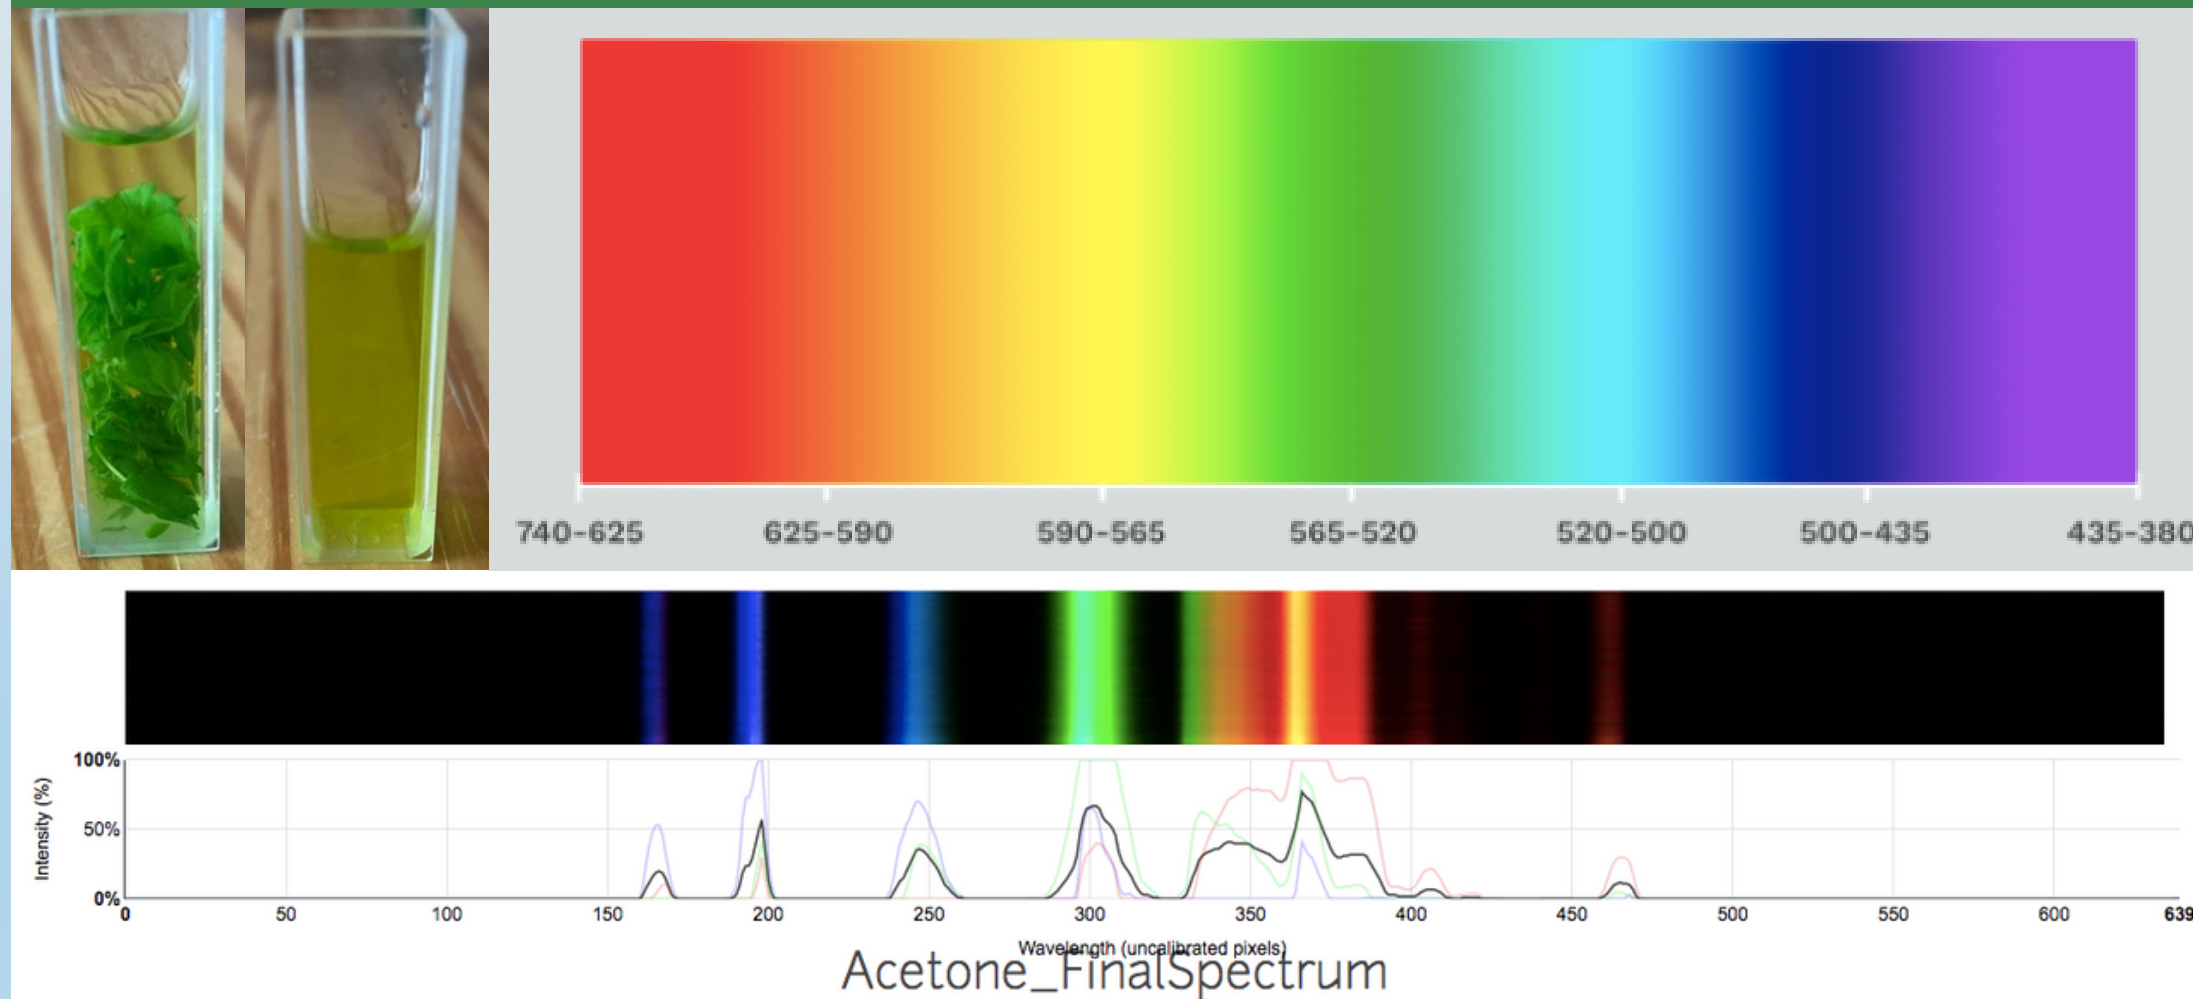 740-625 625-590 590-565 565-520 520-500 500-435 435-380
100%
50%
0%
Intensity (%)
0 50 100 150 200 250 300 350 400 450 500 550 600 639
Wavelength (uncalibrated pixels)
Acetone_FinalSpectrum